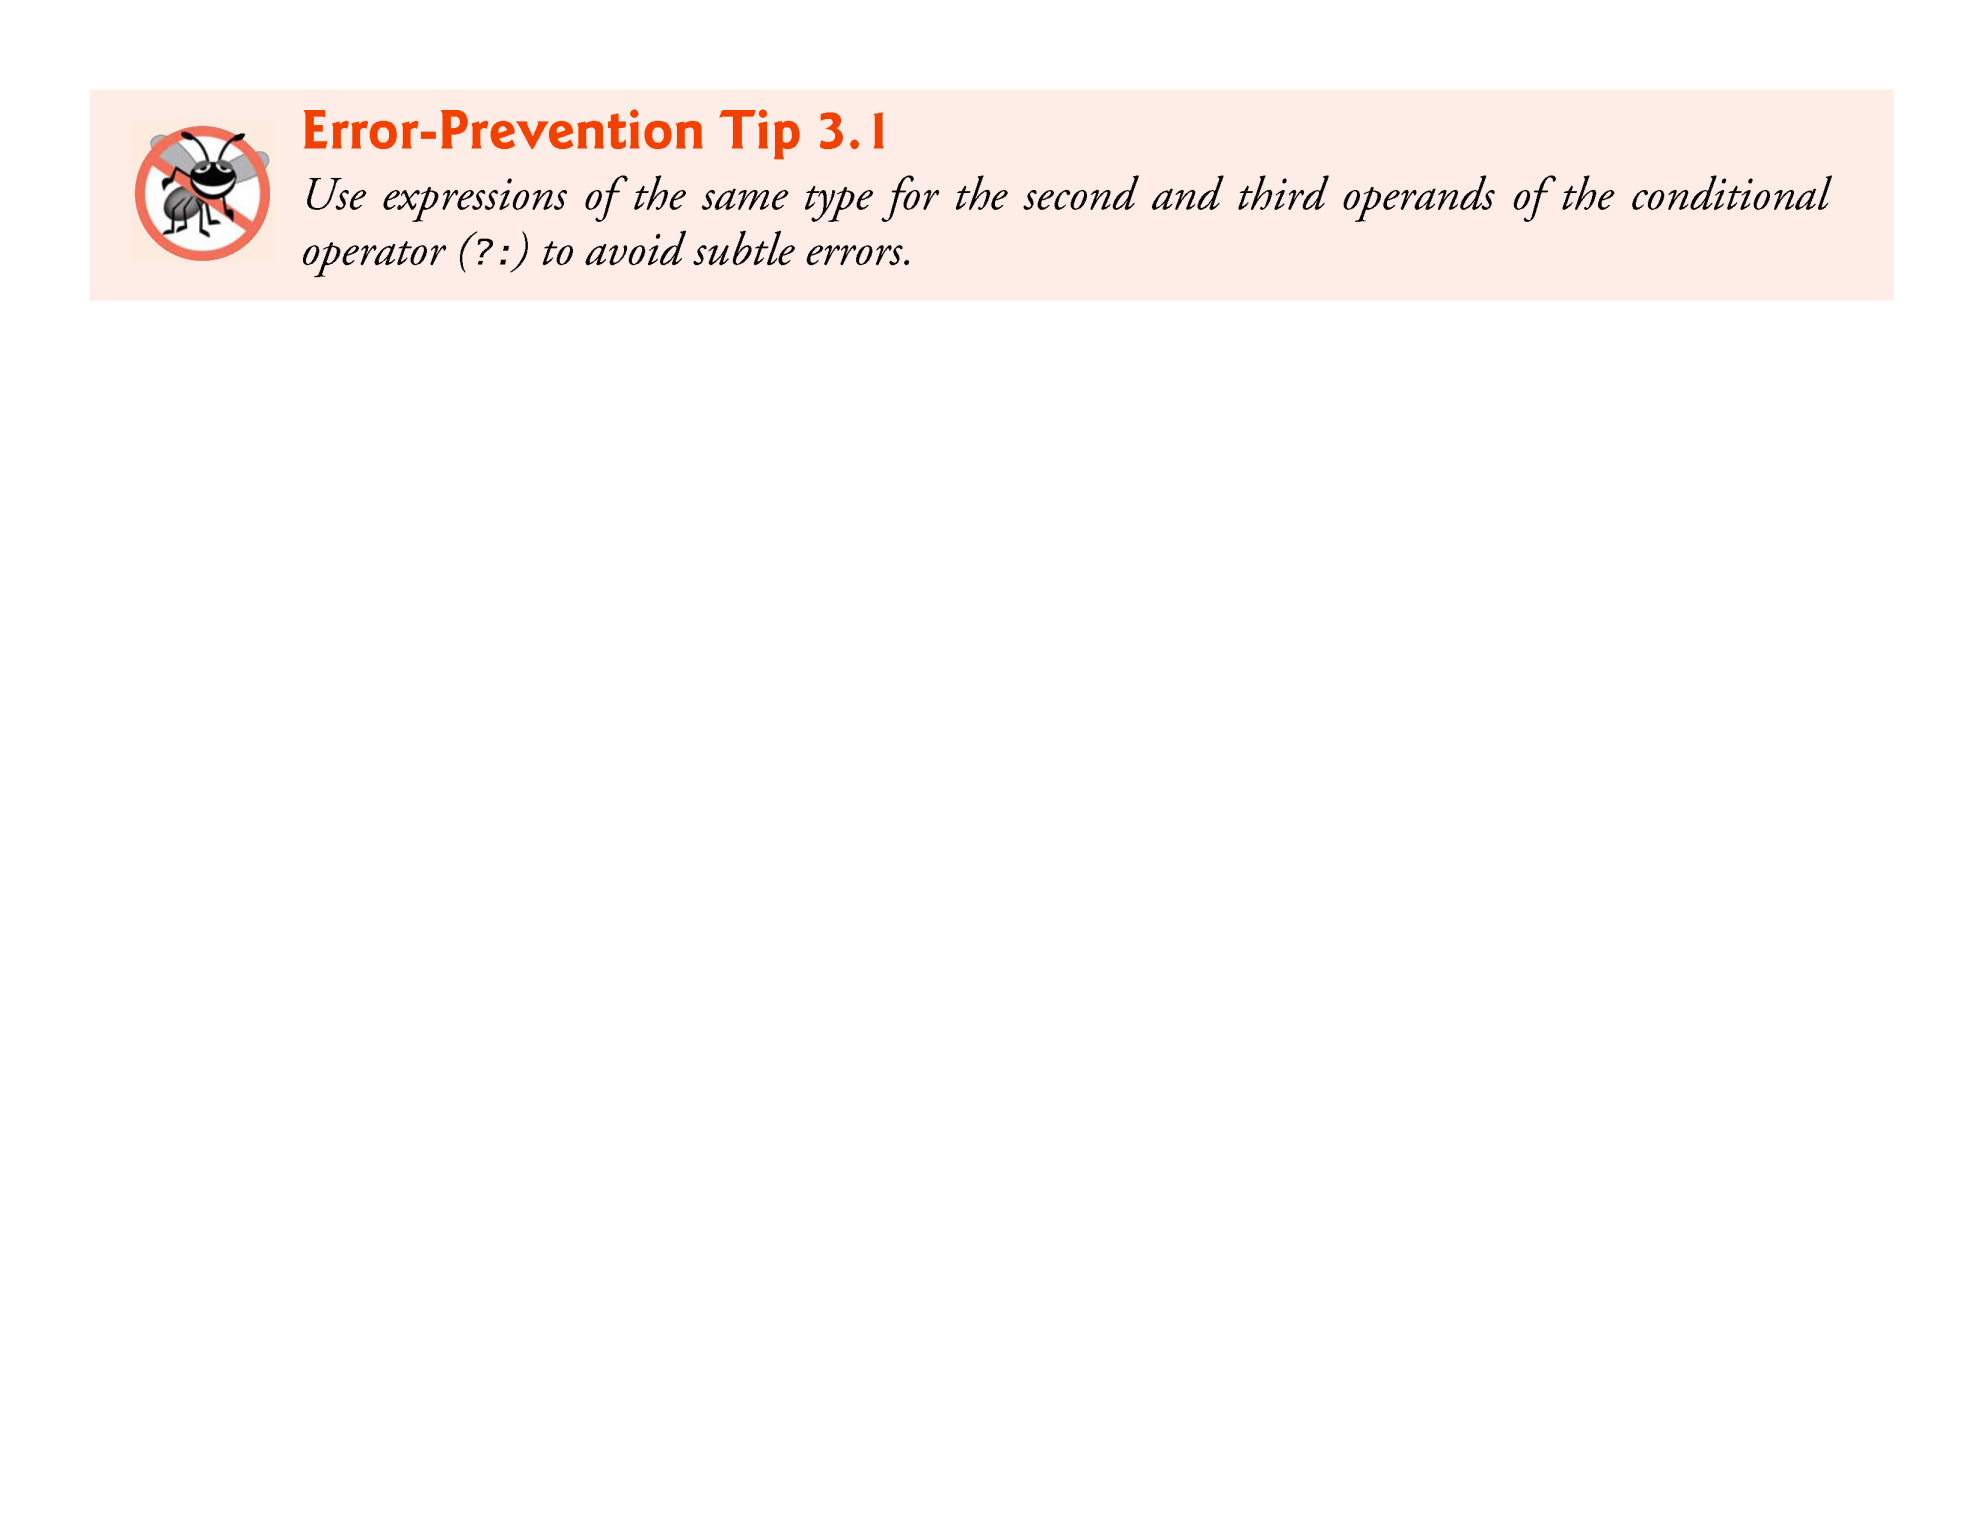 Error-Prevention Tip 3.1
Use expressions of the same type for the second and third operands of the conditional
operator (?:) to avoid subtle errors.